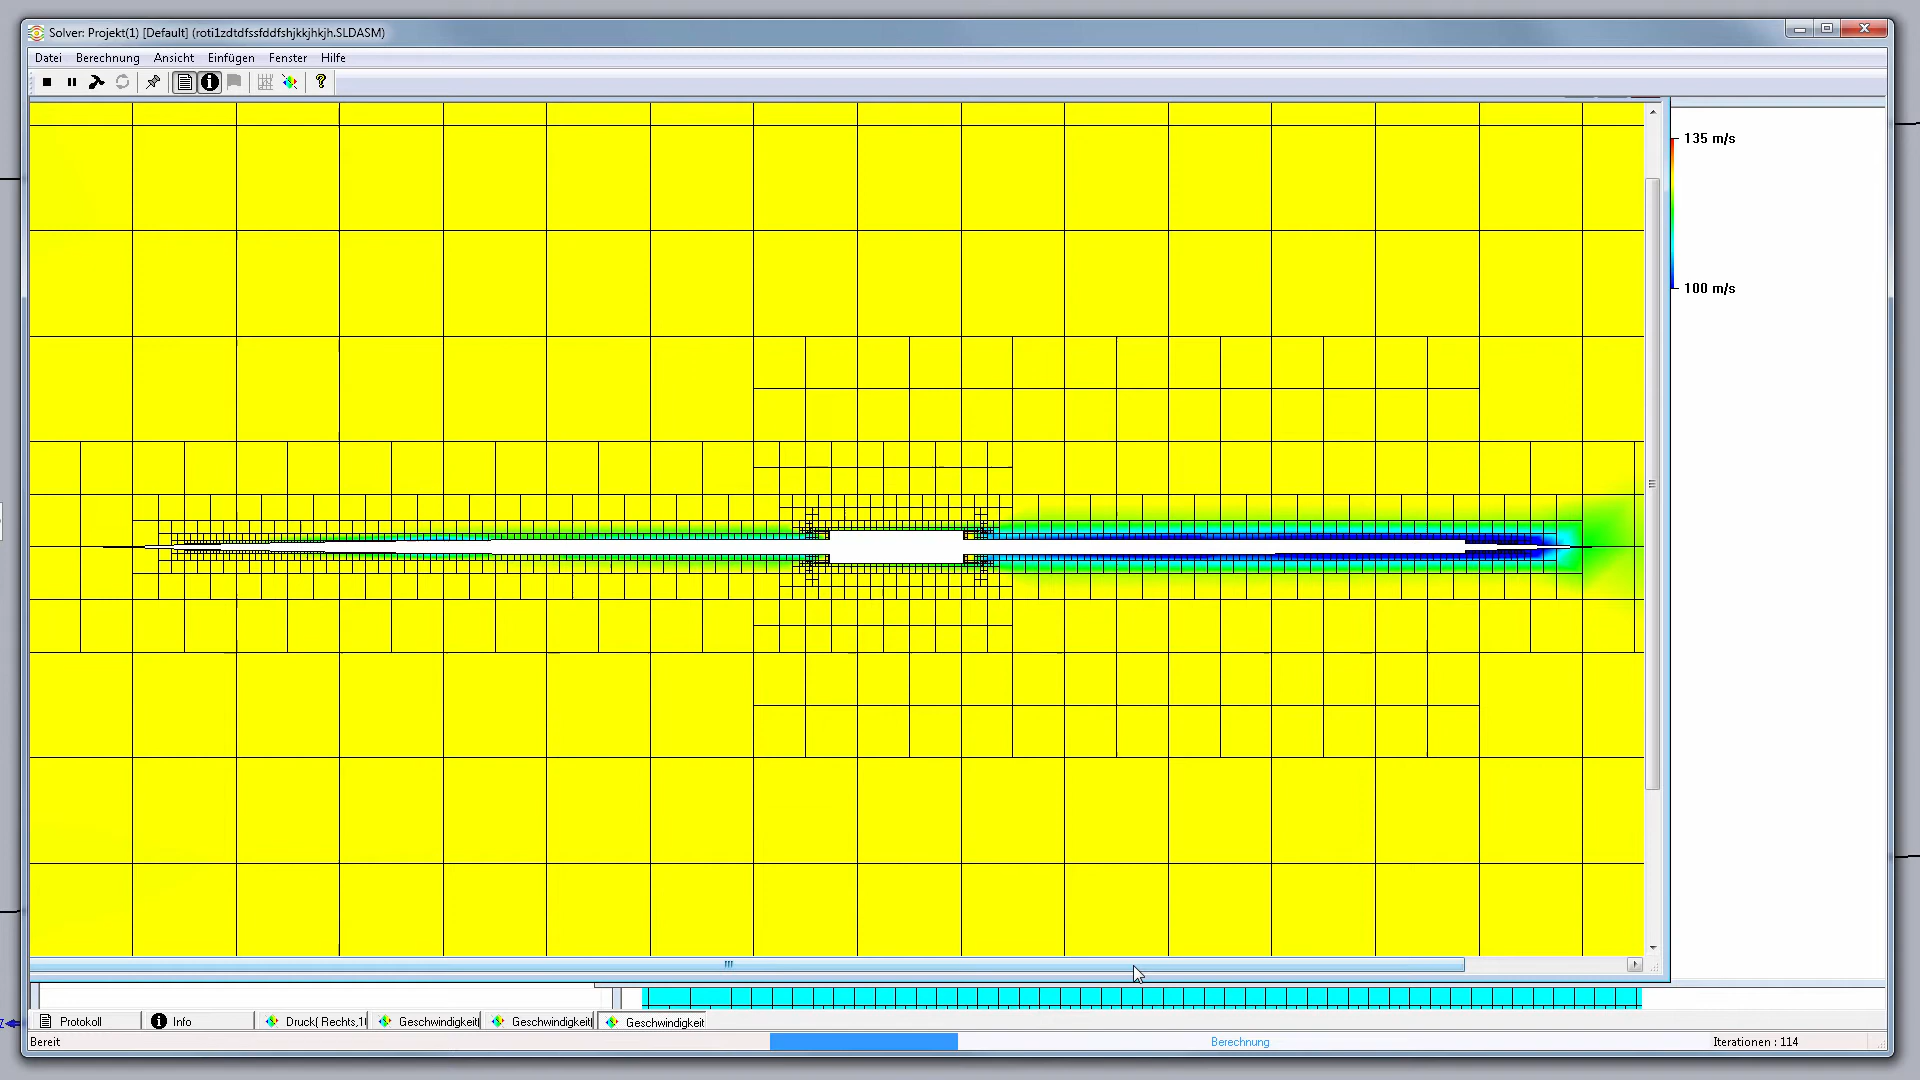 Solver: Projekt(1) [Default] (roti1zdtdfssfddfshjkkjhkjh.SLDASM)
Datei Berechnung Ansicht Einfügen Fenster Hilfe
135 m/s
100 m/s
Protokoll Info Druck( Rechts,1 Geschwindigkeit Geschwindigkeit Geschwindigkeit
Bereit Berechnung Iterationen : 114